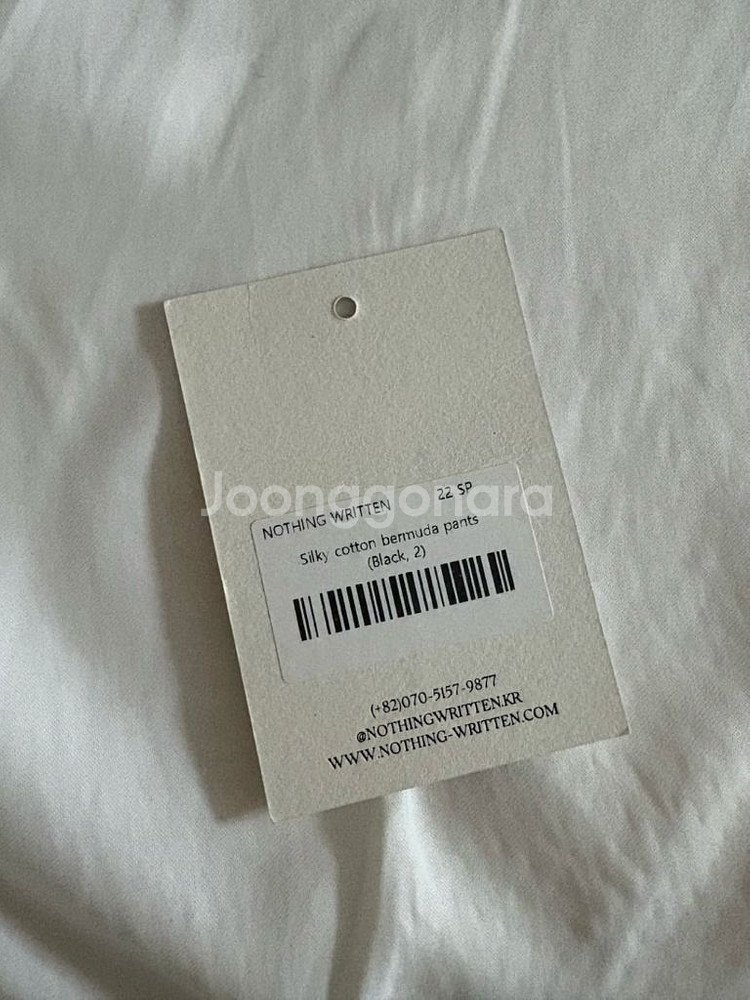 Joonggonara
NOTHING WRITTEN 22 SP
Silky cotton bermuda pants
(Black, 2)
(+82)070-5157-9877
@NOTHINGWRITTEN.KR
WWW.NOTHING-WRITTEN.COM